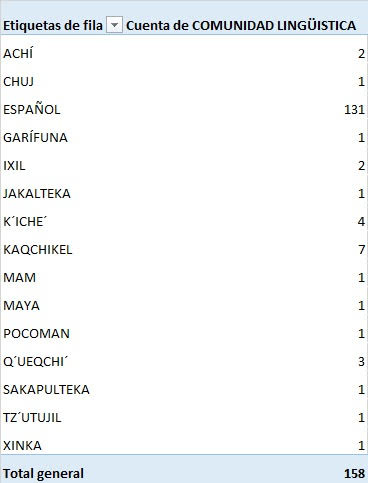 Etiquetas de fila Cuenta de COMUNIDAD LINGÜISTICA
ACHÍ 2
CHUJ 1
ESPAÑOL 131
GARÍFUNA 1
IXIL 2
JAKALTEKA 1
K´ICHE´ 4
KAQCHIKEL 7
MAM 1
MAYA 1
POCOMAN 1
Q´UEQCHI´ 3
SAKAPULTEKA 1
TZ´UTUJIL 1
XINKA 1
Total general 158